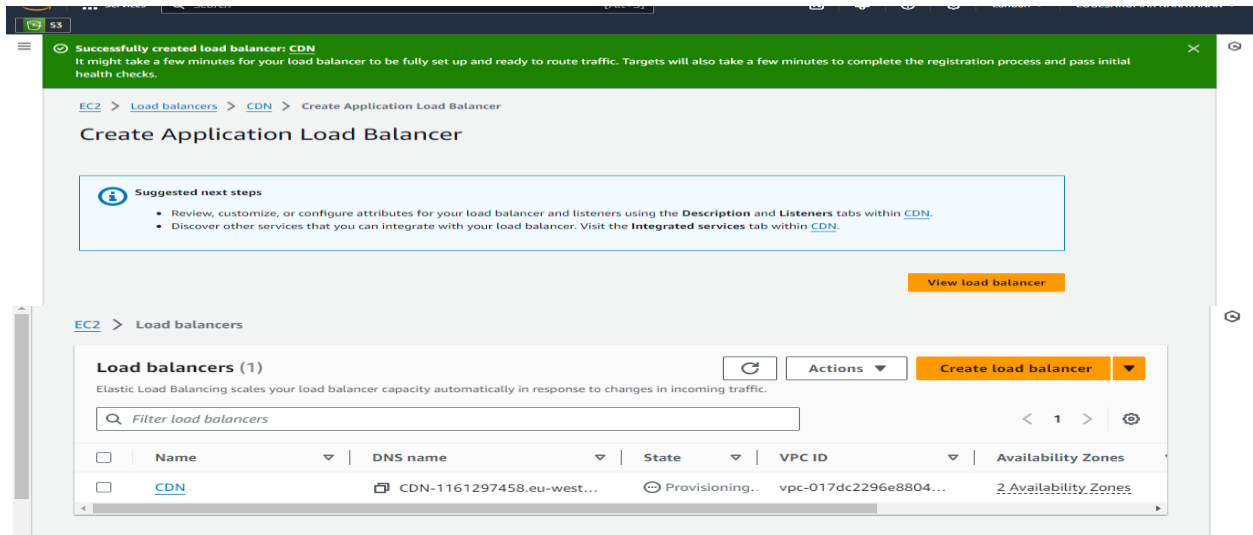 S3
Successfully created load balancer: CDN
It might take a few minutes for your load balancer to be fully set up and ready to route traffic. Targets will also take a few minutes to complete the registration process and pass initial
health checks.
EC2 > Load balancers > CDN > Create Application Load Balancer
Create Application Load Balancer
Suggested next steps
• Review, customize, or configure attributes for your load balancer and listeners using the Description and Listeners tabs within CDN.
• Discover other services that you can integrate with your load balancer. Visit the Integrated services tab within CDN.
View load balancer
EC2 > Load balancers
Load balancers (1)
Actions
Create load balancer
Elastic Load Balancing scales your load balancer capacity automatically in response to changes in incoming traffic.
Filter load balancers
< 1 >
Name DNS name State VPC ID Availability Zones
CDN CDN-1161297458.eu-west... Provisioning.. vpc-017dc2296e8804... 2 Availability Zones